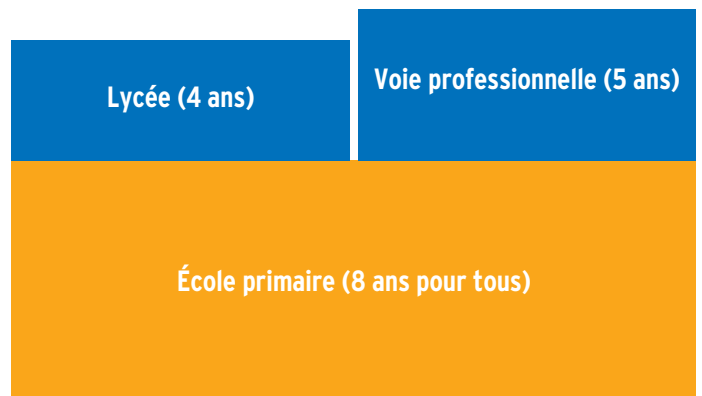 Lycée (4 ans)
Voie professionnelle (5 ans)
École primaire (8 ans pour tous)